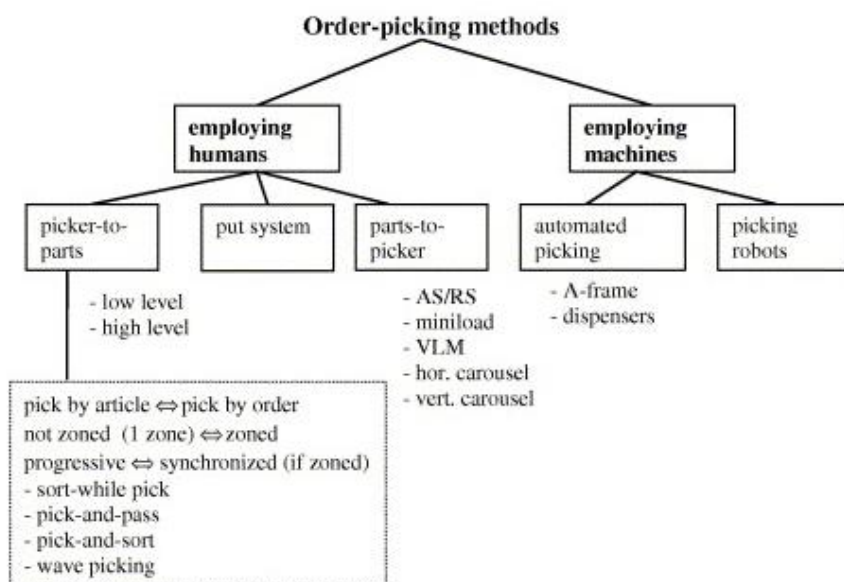 Order-picking methods
employing
humans
employing
machines
picker-to-
parts
put system
parts-to-
picker
automated
picking
picking
robots
- low level
- high level
- AS/RS
- miniload
- VLM
- hor. carousel
- vert. carousel
- A-frame
- dispensers
pick by article ⇔ pick by order
not zoned (1 zone) ⇔ zoned
progressive ⇔ synchronized (if zoned)
- sort-while pick
- pick-and-pass
- pick-and-sort
- wave picking